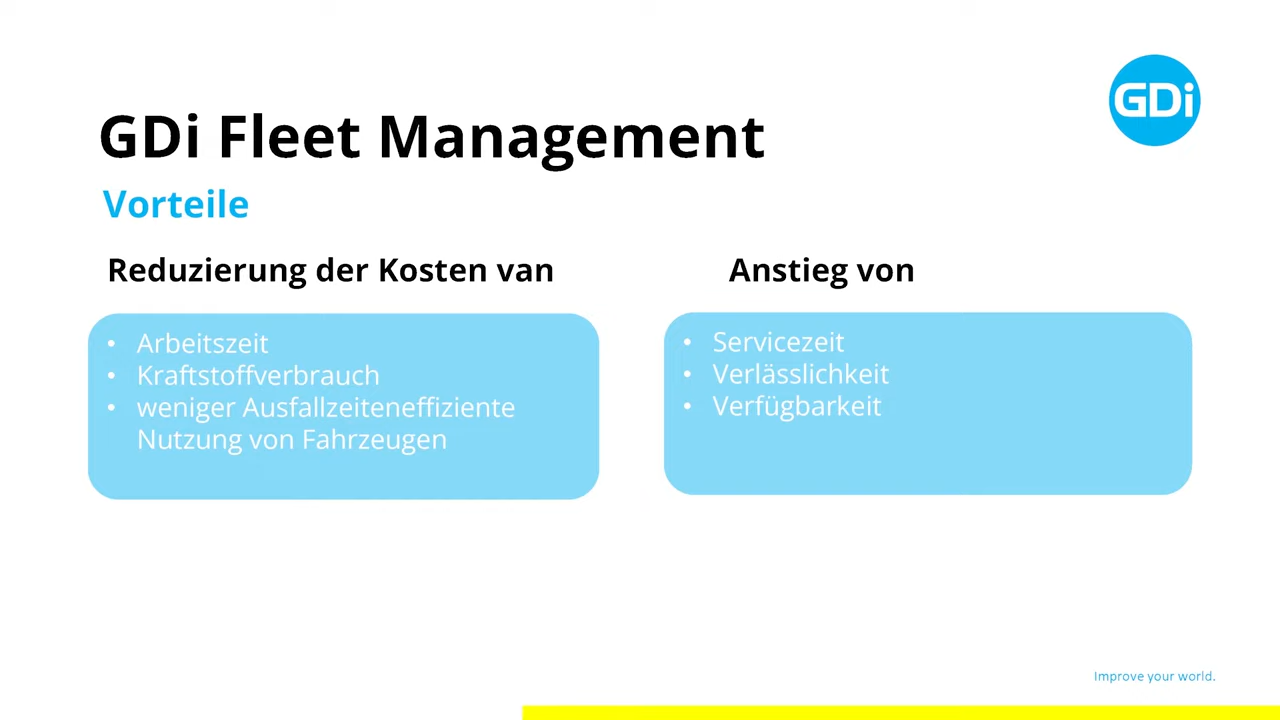 GDi
GDi Fleet Management
Vorteile
Reduzierung der Kosten van
Anstieg von
• Arbeitszeit
• Kraftstoffverbrauch
• weniger Ausfallzeiteneffiziente
Nutzung von Fahrzeugen
• Servicezeit
• Verlässlichkeit
• Verfügbarkeit
Improve your world.